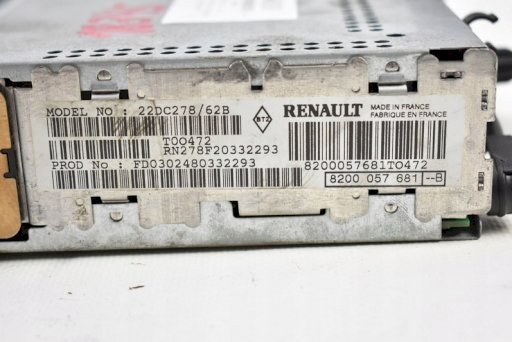 MODEL NO : 22DC278/62B
BTZ
RENAULT
MADE IN FRANCE
FABRIQUE EN FRANCE
T00472
RN278F20332293
PROD No : FD0302480332293
8200057681T0472
8200 057 681 --B